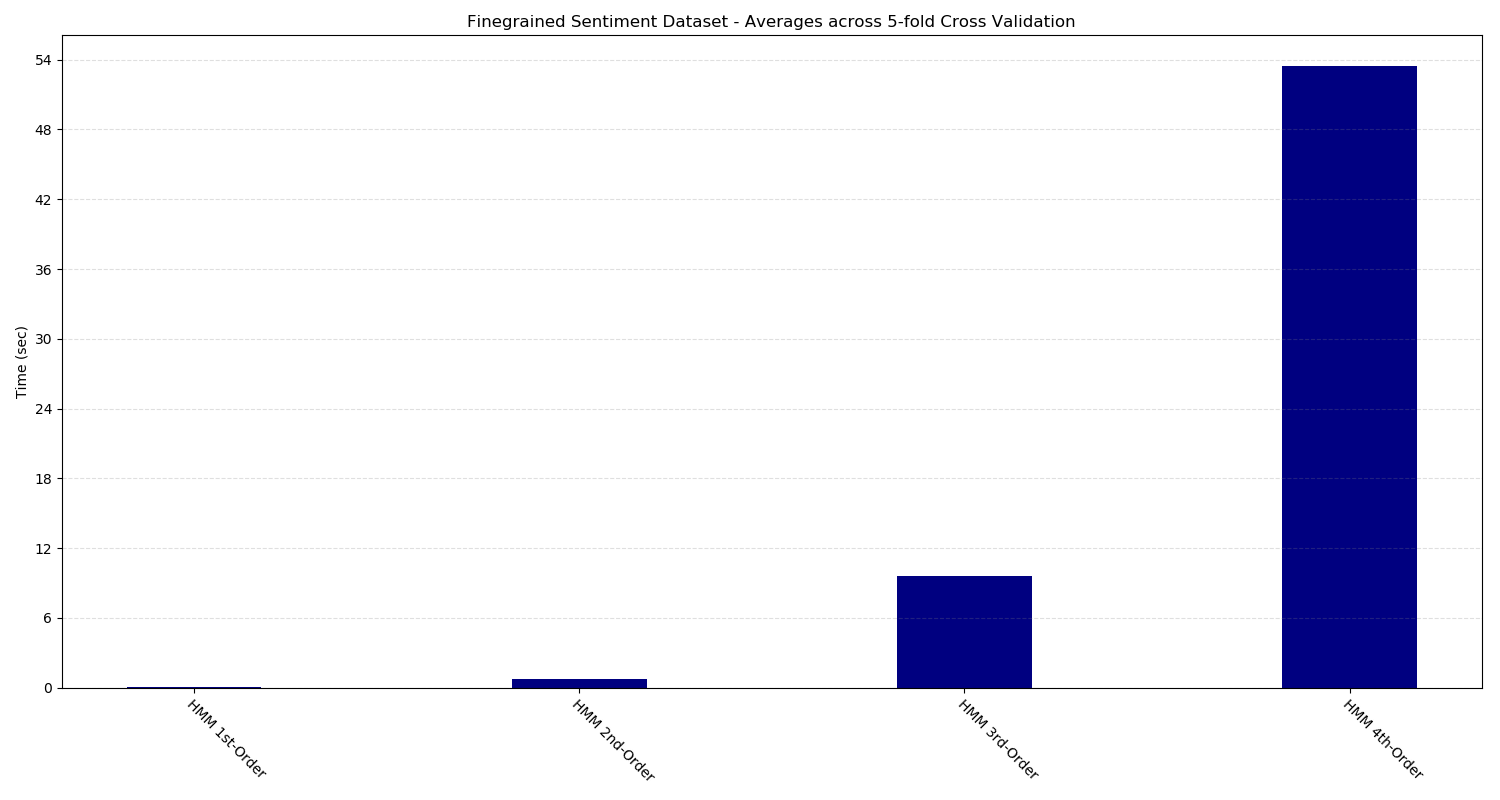 Finegrained Sentiment Dataset - Averages across 5-fold Cross Validation
54
48
42
36
30
24
18
12
6
0
Time (sec)
HMM 1st-Order
HMM 2nd-Order
HMM 3rd-Order
HMM 4th-Order